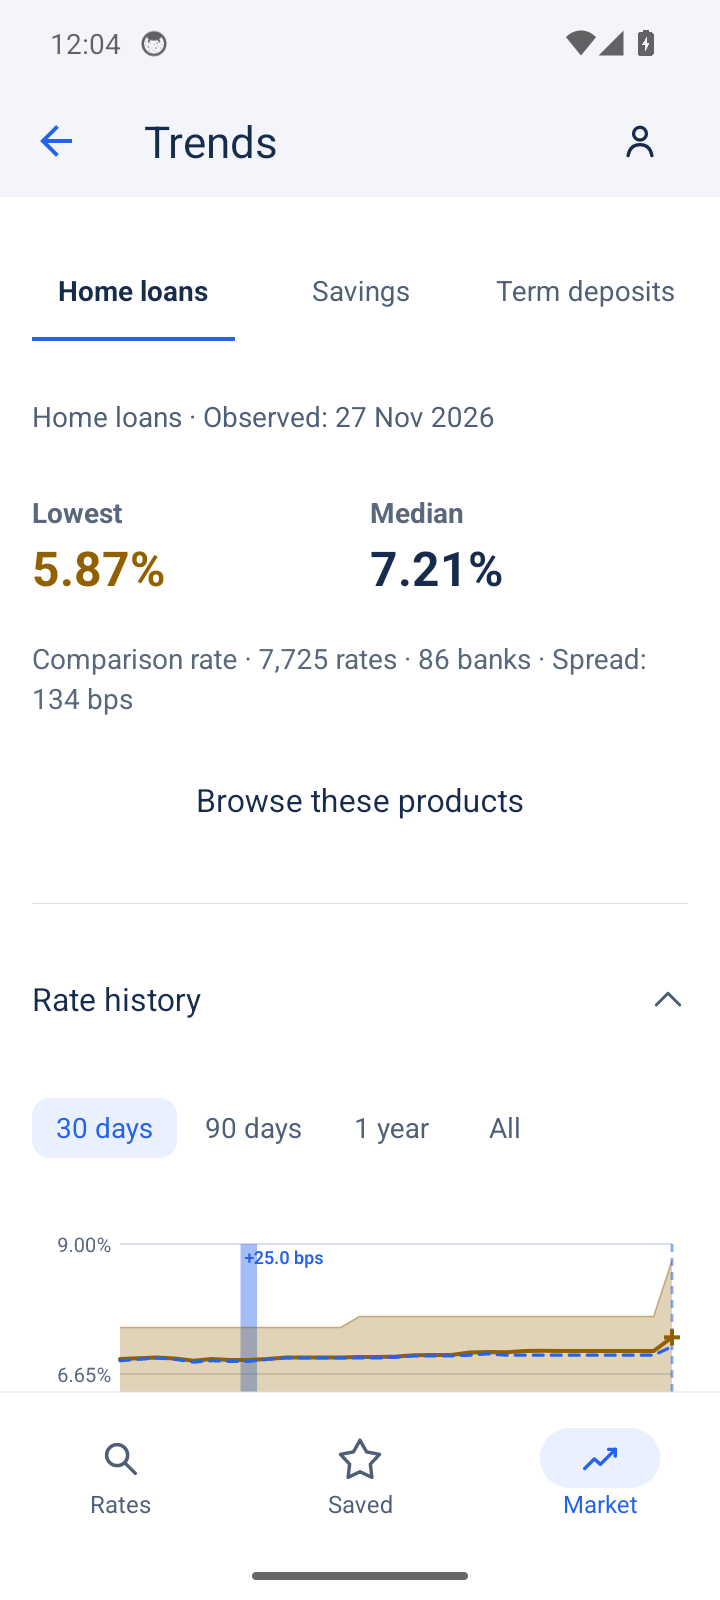 12:04
Trends
Home loans
Savings
Term deposits
Home loans · Observed: 27 Nov 2026
Lowest
Median
5.87%
7.21%
Comparison rate · 7,725 rates · 86 banks · Spread:
134 bps
Browse these products
Rate history
30 days
90 days
1 year
All
9.00%
+25.0 bps
6.65%
Rates
Saved
Market